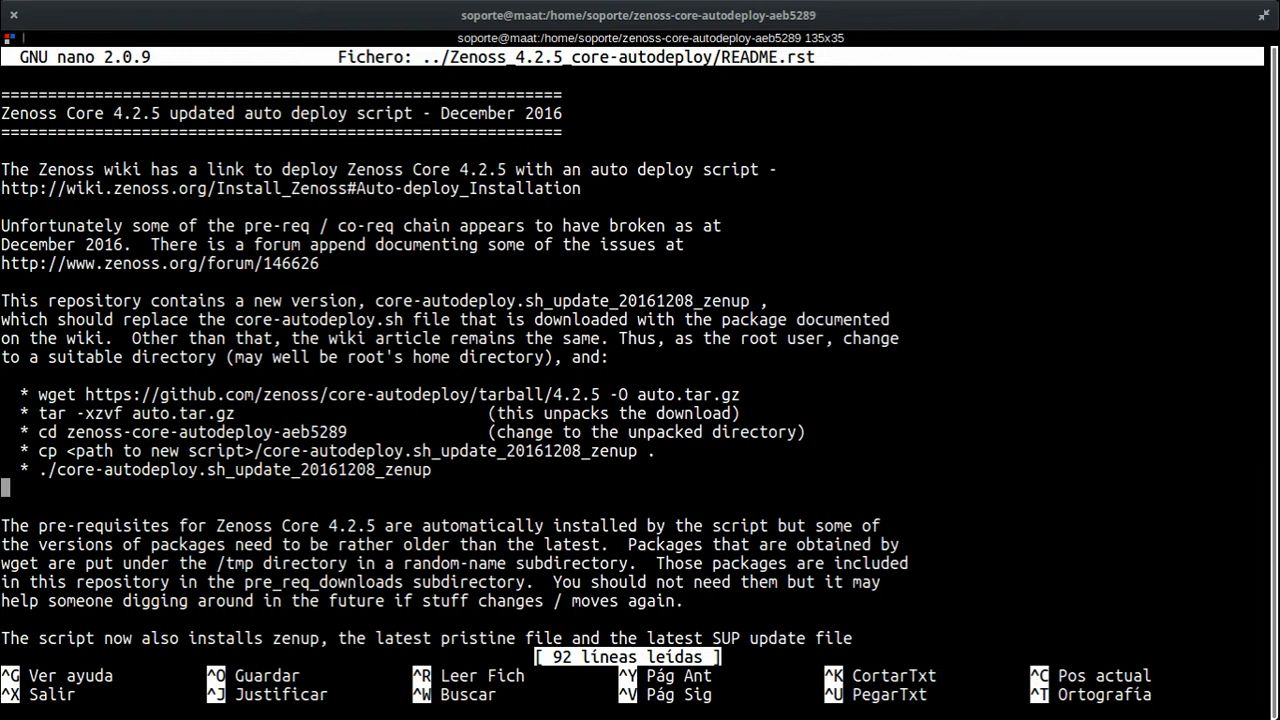 soporte@maat:/home/soporte/zenoss-core-autodeploy-aeb5289
soporte@maat:/home/soporte/zenoss-core-autodeploy-aeb5289 135x35
GNU nano 2.0.9 Fichero: ../Zenoss_4.2.5_core-autodeploy/README.rst
============================================================
Zenoss Core 4.2.5 updated auto deploy script - December 2016
============================================================
The Zenoss wiki has a link to deploy Zenoss Core 4.2.5 with an auto deploy script -
http://wiki.zenoss.org/Install_Zenoss#Auto-deploy_Installation
Unfortunately some of the pre-req / co-req chain appears to have broken as at
December 2016.  There is a forum append documenting some of the issues at
http://www.zenoss.org/forum/146626
This repository contains a new version, core-autodeploy.sh_update_20161208_zenup ,
which should replace the core-autodeploy.sh file that is downloaded with the package documented
on the wiki.  Other than that, the wiki article remains the same. Thus, as the root user, change
to a suitable directory (may well be root's home directory), and:
* wget https://github.com/zenoss/core-autodeploy/tarball/4.2.5 -O auto.tar.gz
* tar -xzvf auto.tar.gz (this unpacks the download)
* cd zenoss-core-autodeploy-aeb5289 (change to the unpacked directory)
* cp <path to new script>/core-autodeploy.sh_update_20161208_zenup .
* ./core-autodeploy.sh_update_20161208_zenup
The pre-requisites for Zenoss Core 4.2.5 are automatically installed by the script but some of
the versions of packages need to be rather older than the latest.  Packages that are obtained by
wget are put under the /tmp directory in a random-name subdirectory.  Those packages are included
in this repository in the pre_req_downloads subdirectory.  You should not need them but it may
help someone digging around in the future if stuff changes / moves again.
The script now also installs zenup, the latest pristine file and the latest SUP update file
[ 92 líneas leídas ]
^G Ver ayuda ^O Guardar ^R Leer Fich ^Y Pág Ant ^K CortarTxt ^C Pos actual
^X Salir ^J Justificar ^W Buscar ^V Pág Sig ^U PegarTxt ^T Ortografía